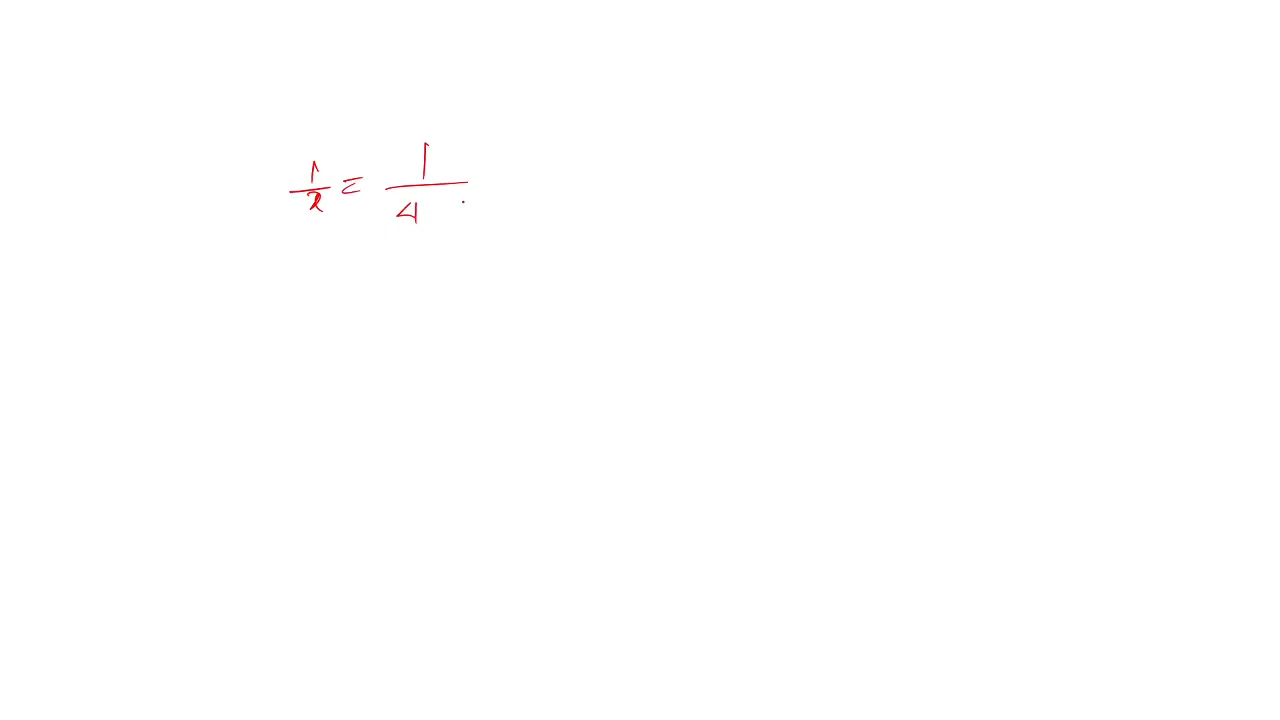 1/2 = 1/4